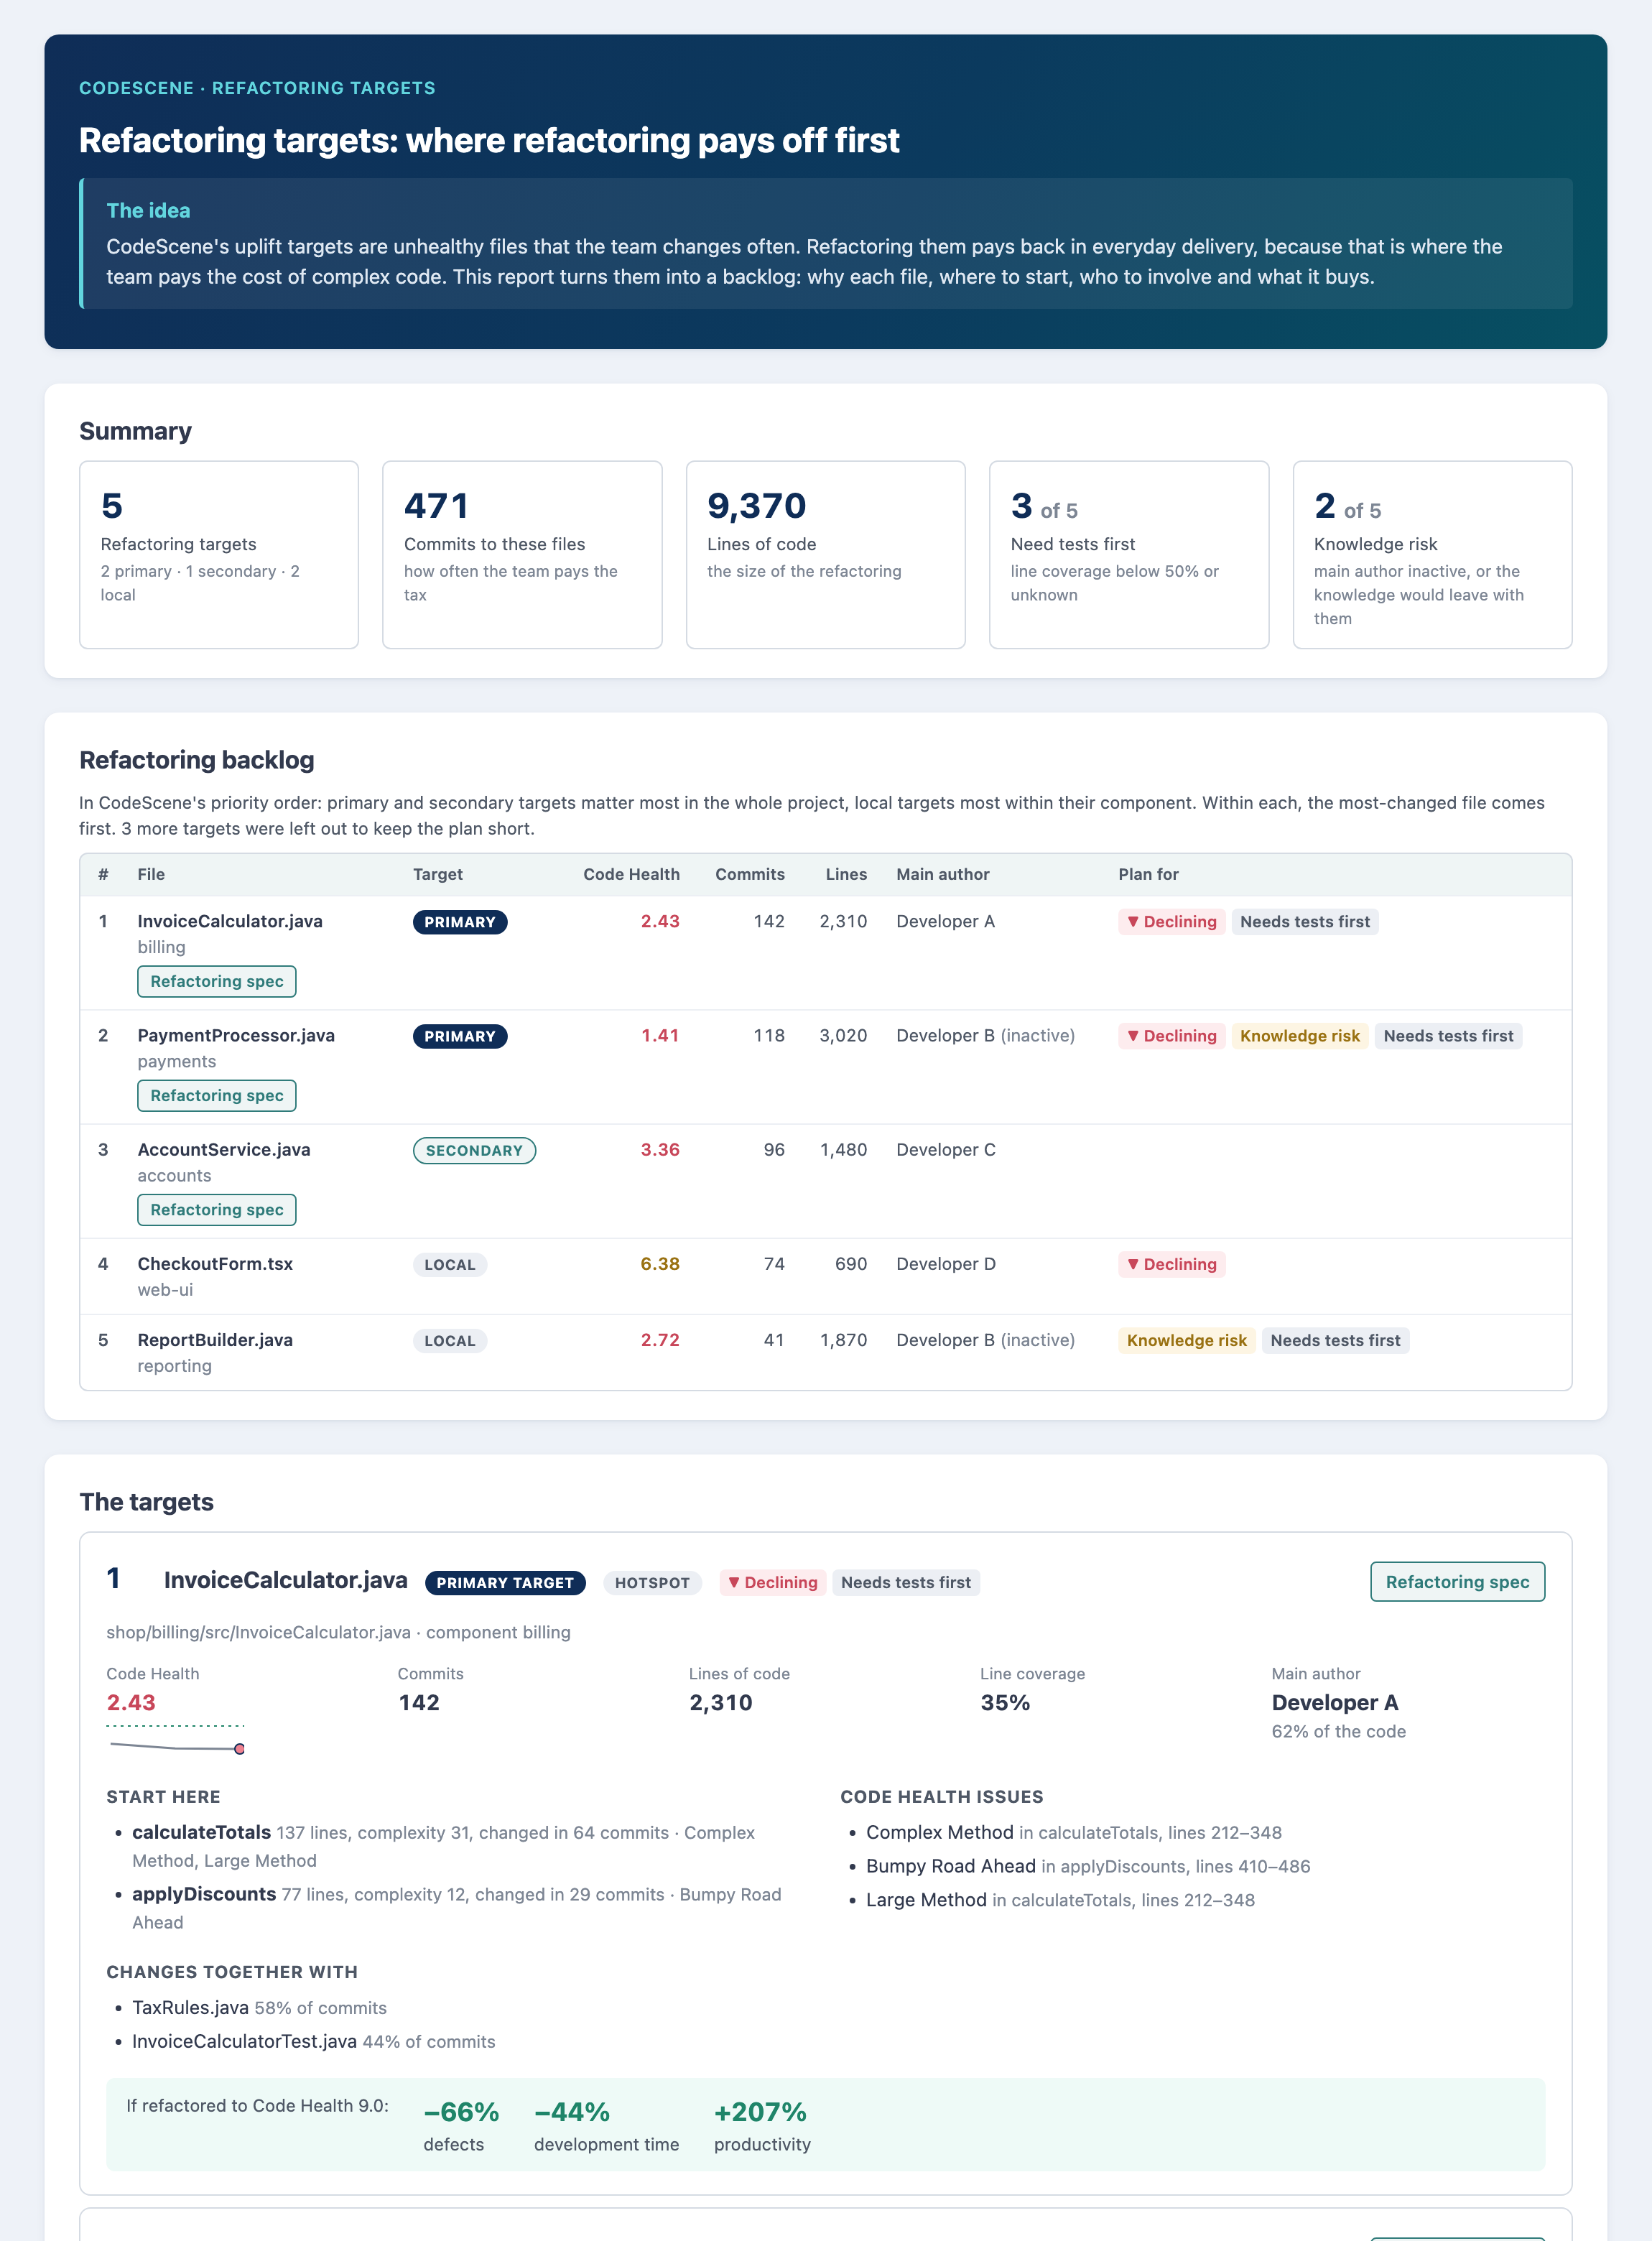 CODESCENE · REFACTORING TARGETS
Refactoring targets: where refactoring pays off first
The idea
CodeScene's uplift targets are unhealthy files that the team changes often. Refactoring them pays back in everyday delivery, because that is where the
team pays the cost of complex code. This report turns them into a backlog: why each file, where to start, who to involve and what it buys.
Summary
5
Refactoring targets
2 primary · 1 secondary · 2
local
471
Commits to these files
how often the team pays the
tax
9,370
Lines of code
the size of the refactoring
3 of 5
Need tests first
line coverage below 50% or
unknown
2 of 5
Knowledge risk
main author inactive, or the
knowledge would leave with
them
Refactoring backlog
In CodeScene's priority order: primary and secondary targets matter most in the whole project, local targets most within their component. Within each, the most-changed file comes
first. 3 more targets were left out to keep the plan short.
# File Target Code Health Commits Lines Main author Plan for
1 InvoiceCalculator.java PRIMARY 2.43 142 2,310 Developer A ▼ Declining Needs tests first
billing
Refactoring spec
2 PaymentProcessor.java PRIMARY 1.41 118 3,020 Developer B (inactive) ▼ Declining Knowledge risk Needs tests first
payments
Refactoring spec
3 AccountService.java SECONDARY 3.36 96 1,480 Developer C
accounts
Refactoring spec
4 CheckoutForm.tsx LOCAL 6.38 74 690 Developer D ▼ Declining
web-ui
5 ReportBuilder.java LOCAL 2.72 41 1,870 Developer B (inactive) Knowledge risk Needs tests first
reporting
The targets
1 InvoiceCalculator.java PRIMARY TARGET HOTSPOT ▼ Declining Needs tests first Refactoring spec
shop/billing/src/InvoiceCalculator.java · component billing
Code Health
2.43
Commits
142
Lines of code
2,310
Line coverage
35%
Main author
Developer A
62% of the code
START HERE
• calculateTotals 137 lines, complexity 31, changed in 64 commits · Complex
Method, Large Method
• applyDiscounts 77 lines, complexity 12, changed in 29 commits · Bumpy Road
Ahead
CODE HEALTH ISSUES
• Complex Method in calculateTotals, lines 212–348
• Bumpy Road Ahead in applyDiscounts, lines 410–486
• Large Method in calculateTotals, lines 212–348
CHANGES TOGETHER WITH
• TaxRules.java 58% of commits
• InvoiceCalculatorTest.java 44% of commits
If refactored to Code Health 9.0:
−66%
defects
−44%
development time
+207%
productivity